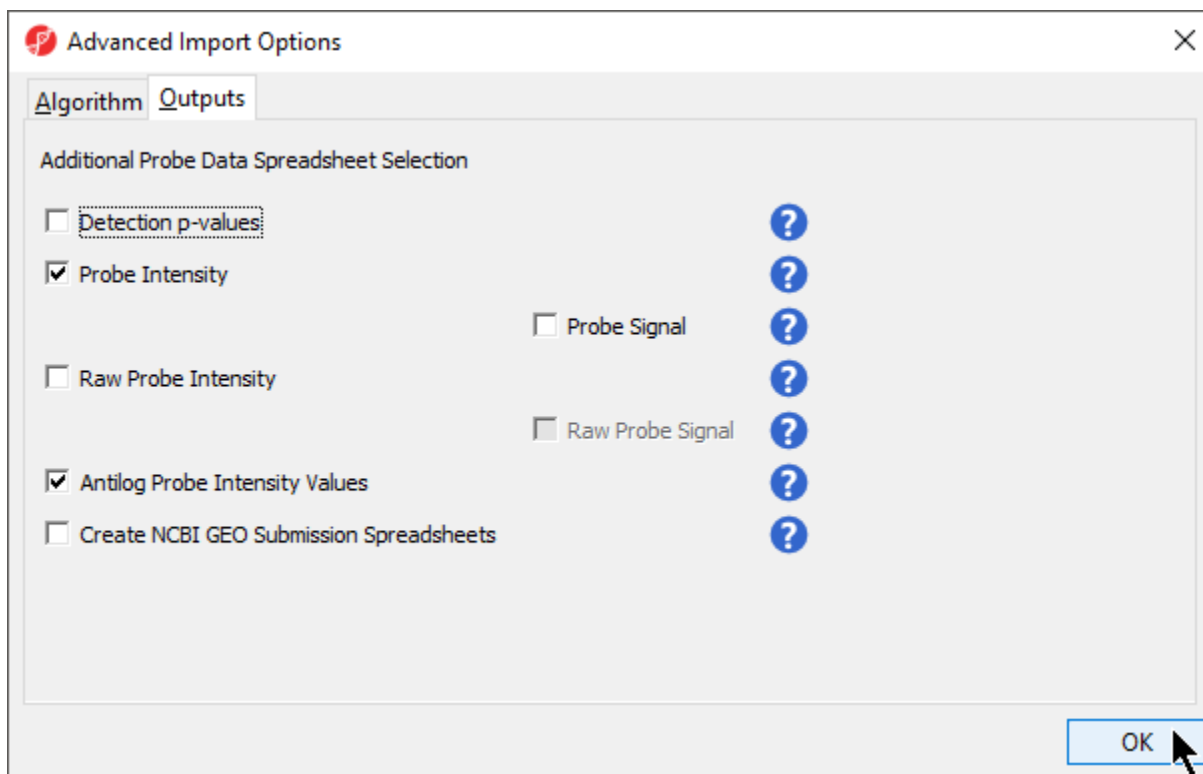 Advanced Import Options
Algorithm Outputs
Additional Probe Data Spreadsheet Selection
Detection p-values ?
Probe Intensity ?
Probe Signal ?
Raw Probe Intensity ?
Raw Probe Signal ?
Antilog Probe Intensity Values ?
Create NCBI GEO Submission Spreadsheets ?
OK